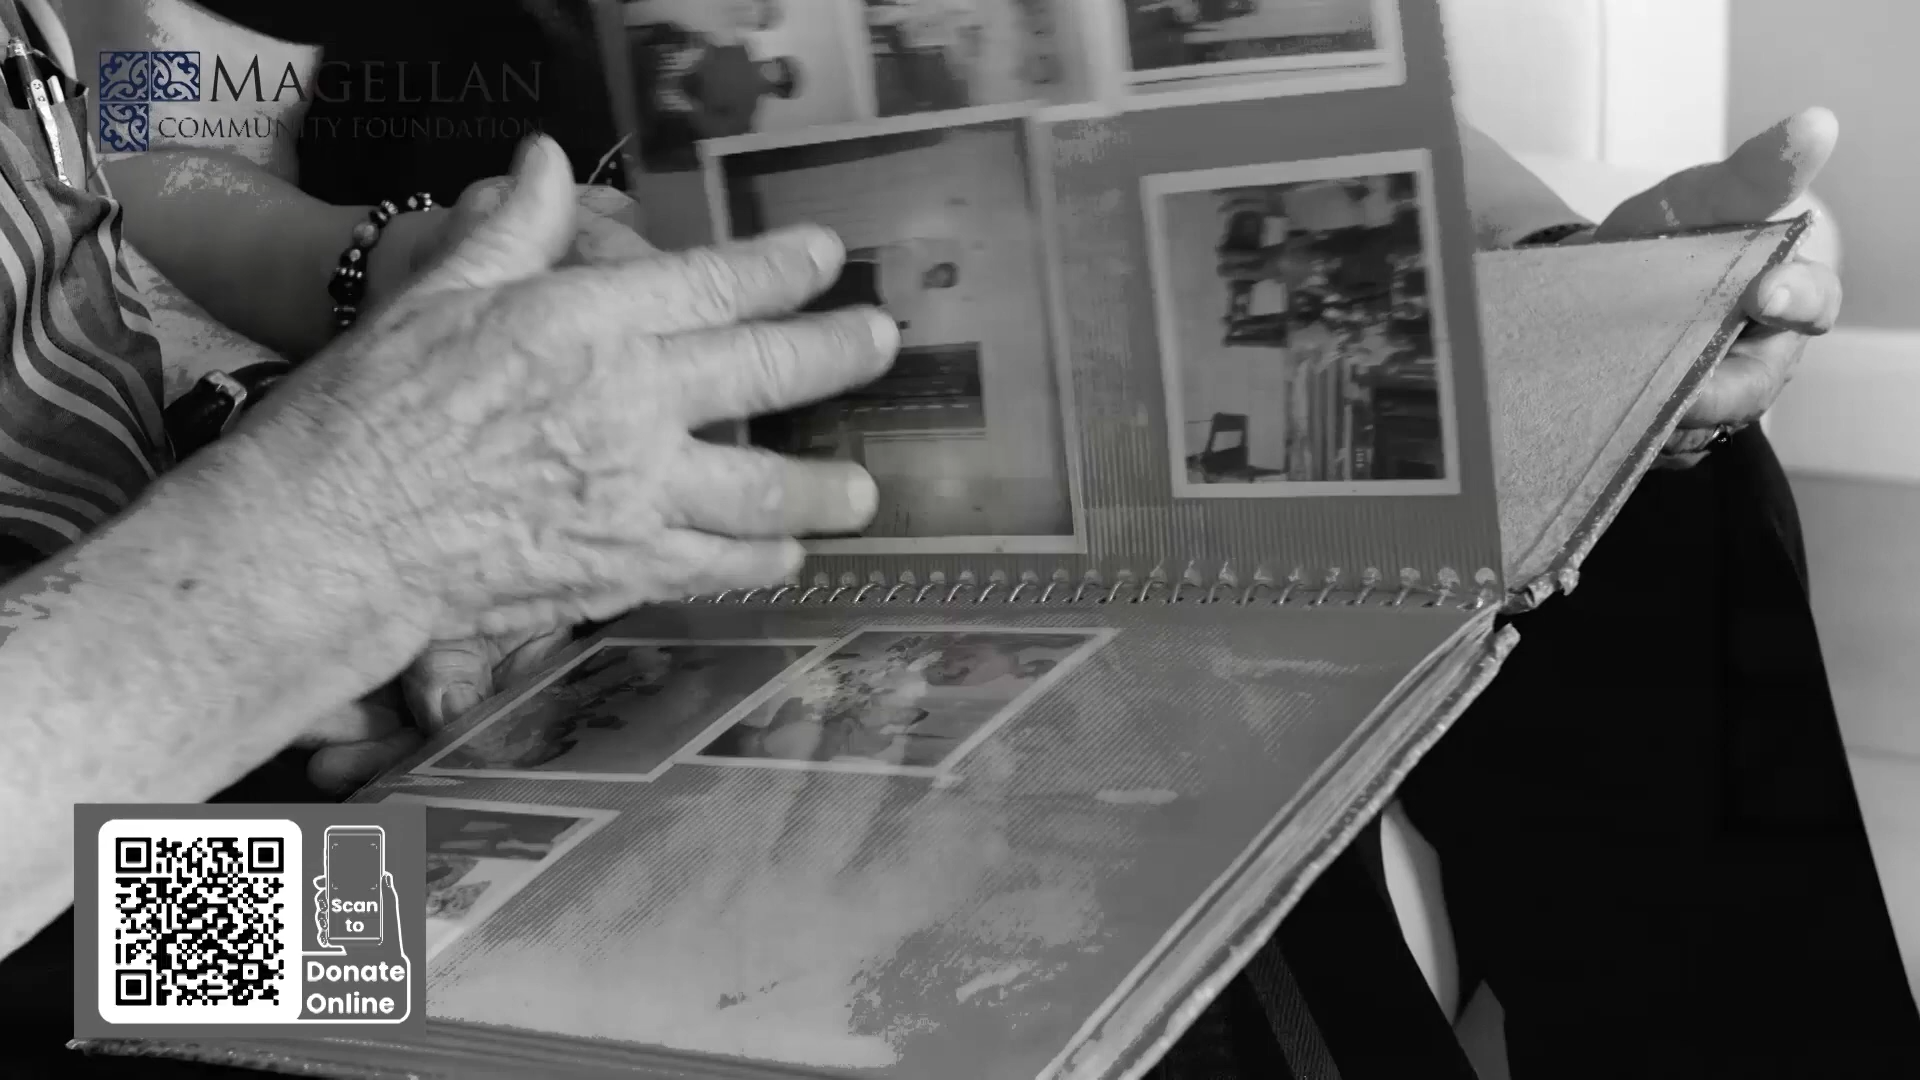 MAGELLAN
COMMUNITY FOUNDATION
Scan
to
Donate
Online